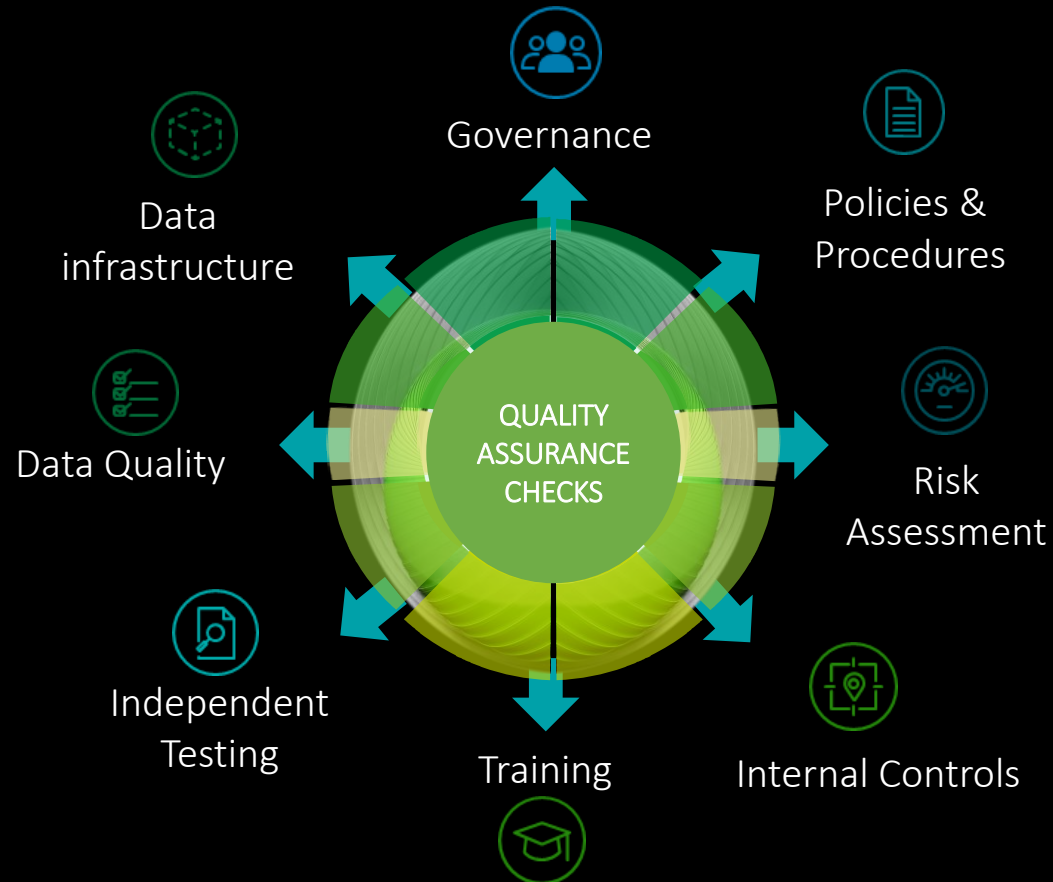 Governance
Policies &
Procedures
Data
infrastructure
QUALITY
ASSURANCE
CHECKS
Data Quality
Risk
Assessment
Independent
Testing
Training
Internal Controls